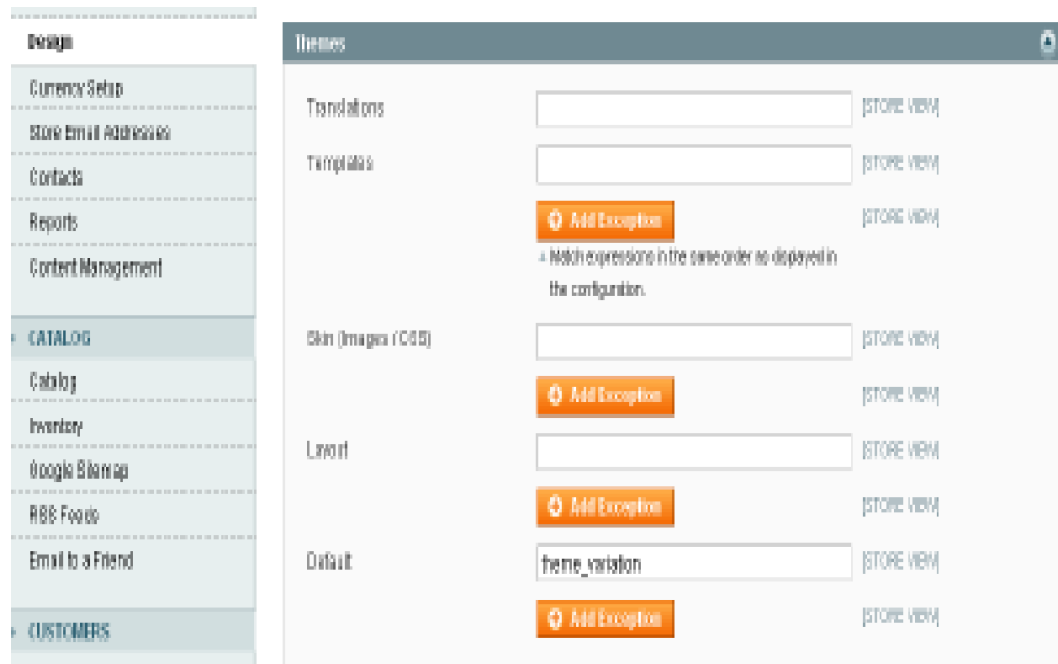 Design
Currency Setup
Store Email Addresses
Contacts
Reports
Content Management
CATALOG
Catalog
Inventory
Google Sitemap
RSS Feeds
Email to a Friend
CUSTOMERS
Themes
Translations [STORE VIEW]
Templates [STORE VIEW]
Add Exception [STORE VIEW]
Match expressions in the same order as displayed in
the configuration.
Skin (Images / CSS) [STORE VIEW]
Add Exception [STORE VIEW]
Layout [STORE VIEW]
Add Exception [STORE VIEW]
Default theme_variation [STORE VIEW]
Add Exception [STORE VIEW]